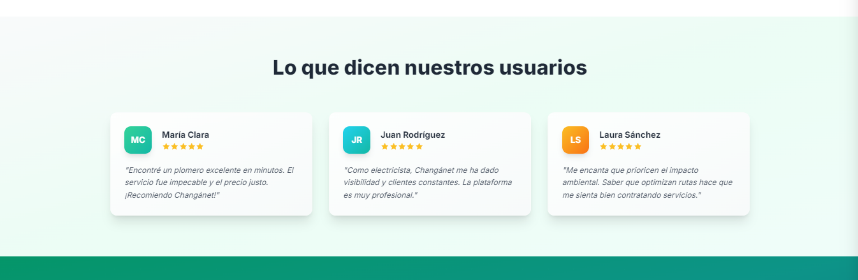 Lo que dicen nuestros usuarios
MC
María Clara
★★★★★
"Encontré un plomero excelente en minutos. El
servicio fue impecable y el precio justo.
¡Recomiendo Changánet!"
JR
Juan Rodríguez
★★★★★
"Como electricista, Changánet me ha dado
visibilidad y clientes constantes. La plataforma
es muy profesional."
LS
Laura Sánchez
★★★★★
"Me encanta que prioricen el impacto
ambiental. Saber que optimizan rutas hace que
me sienta bien contratando servicios."